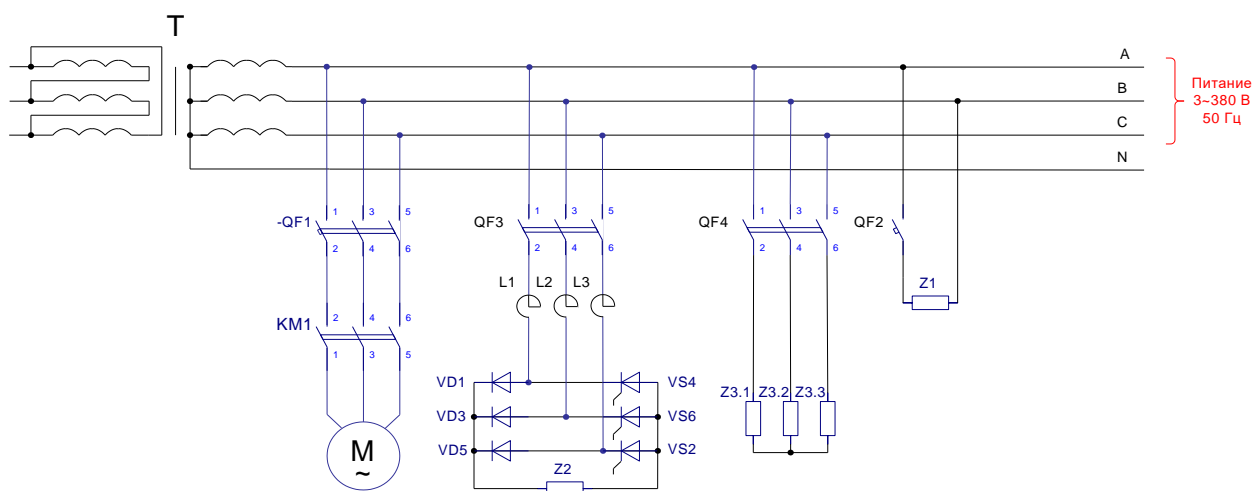 T
A
B
C
N
Питание
3~380 В
50 Гц
-QF1
1 3 5
2 4 6
QF3
1 3 5
2 4 6
QF4
1 3 5
2 4 6
QF2
L1 L2 L3
Z1
KM1
2 4 6
1 3 5
VD1
VS4
VD3
VS6
VD5
VS2
Z2
Z3.1 Z3.2 Z3.3
M
~